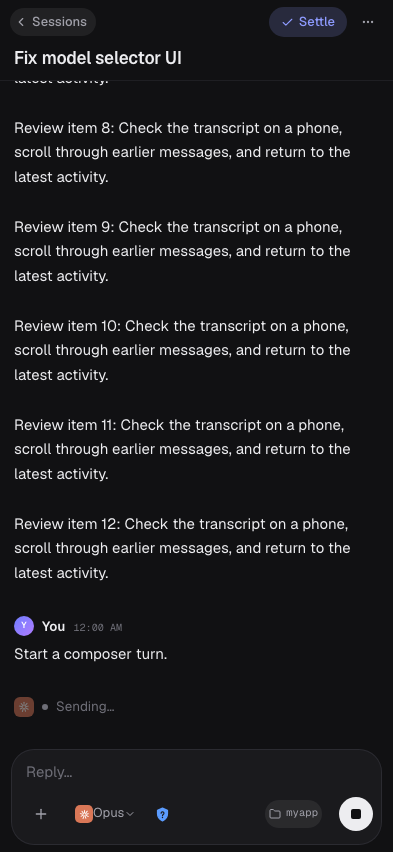 Sessions
Settle
Fix model selector UI
latest activity.
Review item 8: Check the transcript on a phone,
scroll through earlier messages, and return to the
latest activity.
Review item 9: Check the transcript on a phone,
scroll through earlier messages, and return to the
latest activity.
Review item 10: Check the transcript on a phone,
scroll through earlier messages, and return to the
latest activity.
Review item 11: Check the transcript on a phone,
scroll through earlier messages, and return to the
latest activity.
Review item 12: Check the transcript on a phone,
scroll through earlier messages, and return to the
latest activity.
Y You 12:00 AM
Start a composer turn.
Sending…
Reply…
Opus ? myapp